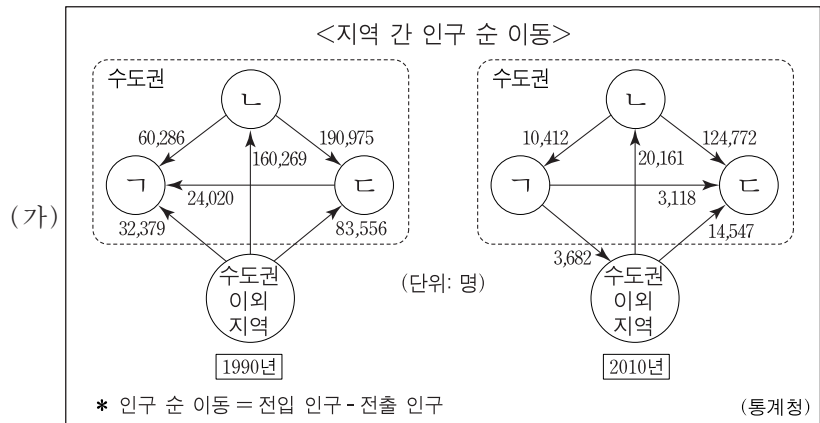 (가)
<지역 간 인구 순 이동>
수도권
ㄴ
60,286
190,975
160,269
ㄱ
ㄷ
24,020
32,379
83,556
수도권
이외
지역
1990년
수도권
ㄴ
10,412
124,772
20,161
ㄱ
ㄷ
3,118
14,547
3,682
수도권
이외
지역
2010년
(단위: 명)
* 인구 순 이동 = 전입 인구 - 전출 인구
(통계청)